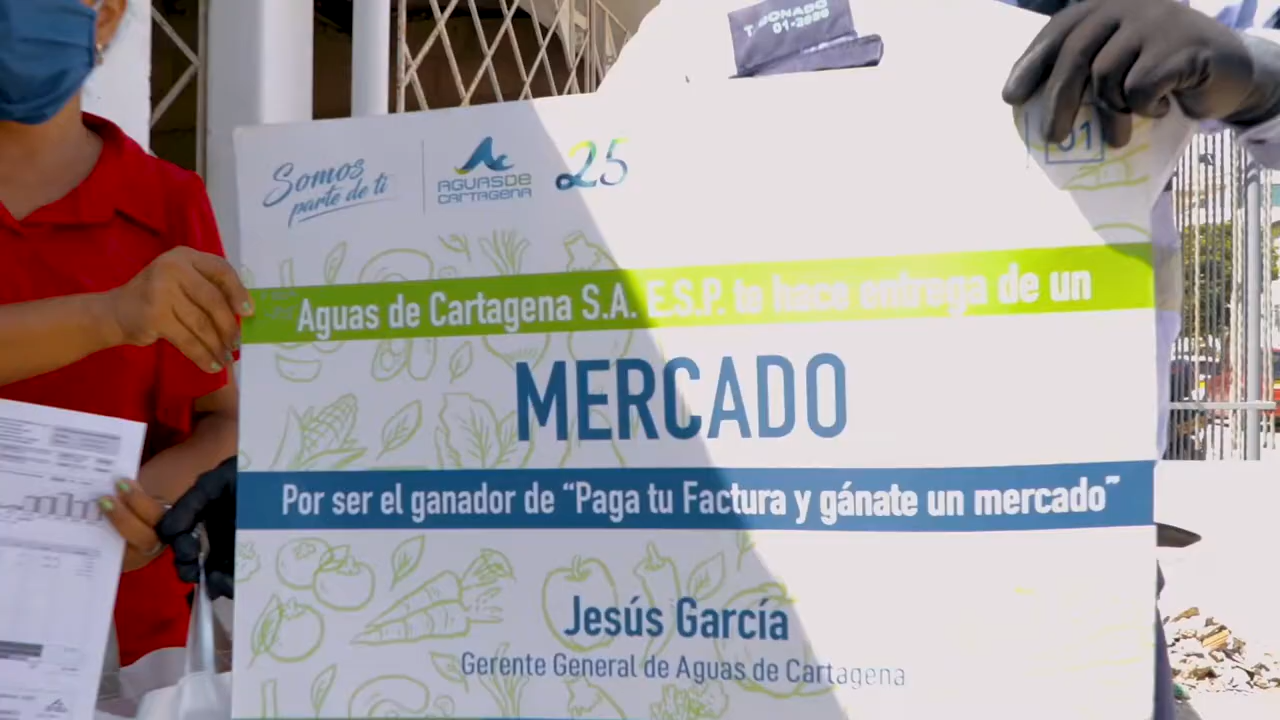 Somos
parte de ti
AGUAS DE
CARTAGENA
25
01
Aguas de Cartagena S.A. E.S.P. te hace entrega de un
MERCADO
Por ser el ganador de “Paga tu Factura y gánate un mercado”
Jesús García
Gerente General de Aguas de Cartagena